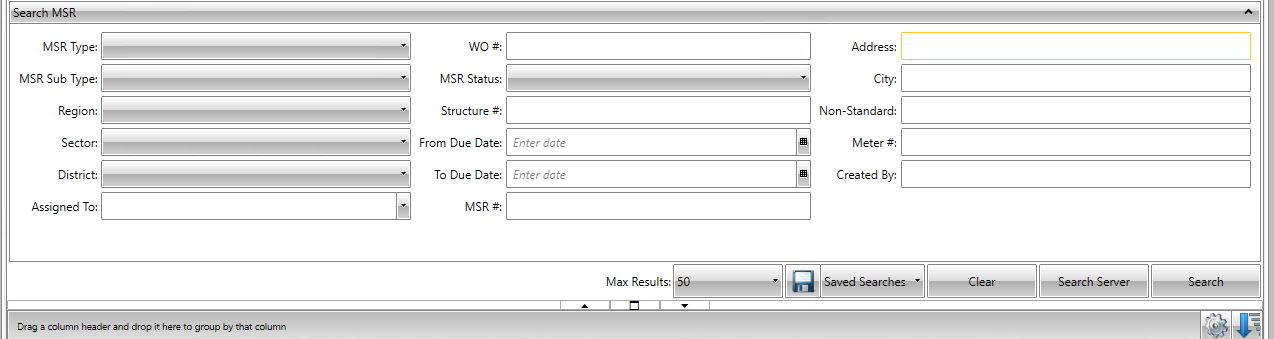 Search MSR
MSR Type: WO #: Address:
MSR Sub Type: MSR Status: City:
Region: Structure #: Non-Standard:
Sector: From Due Date: Enter date Meter #:
District: To Due Date: Enter date Created By:
Assigned To: MSR #:
Max Results: 50 Saved Searches Clear Search Server Search
Drag a column header and drop it here to group by that column